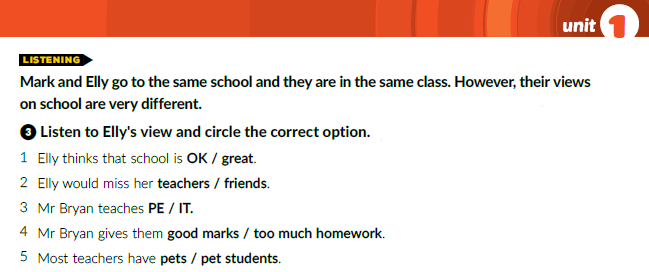 unit 1
LISTENING
Mark and Elly go to the same school and they are in the same class. However, their views
on school are very different.
3 Listen to Elly's view and circle the correct option.
1 Elly thinks that school is OK / great.
2 Elly would miss her teachers / friends.
3 Mr Bryan teaches PE / IT.
4 Mr Bryan gives them good marks / too much homework.
5 Most teachers have pets / pet students.